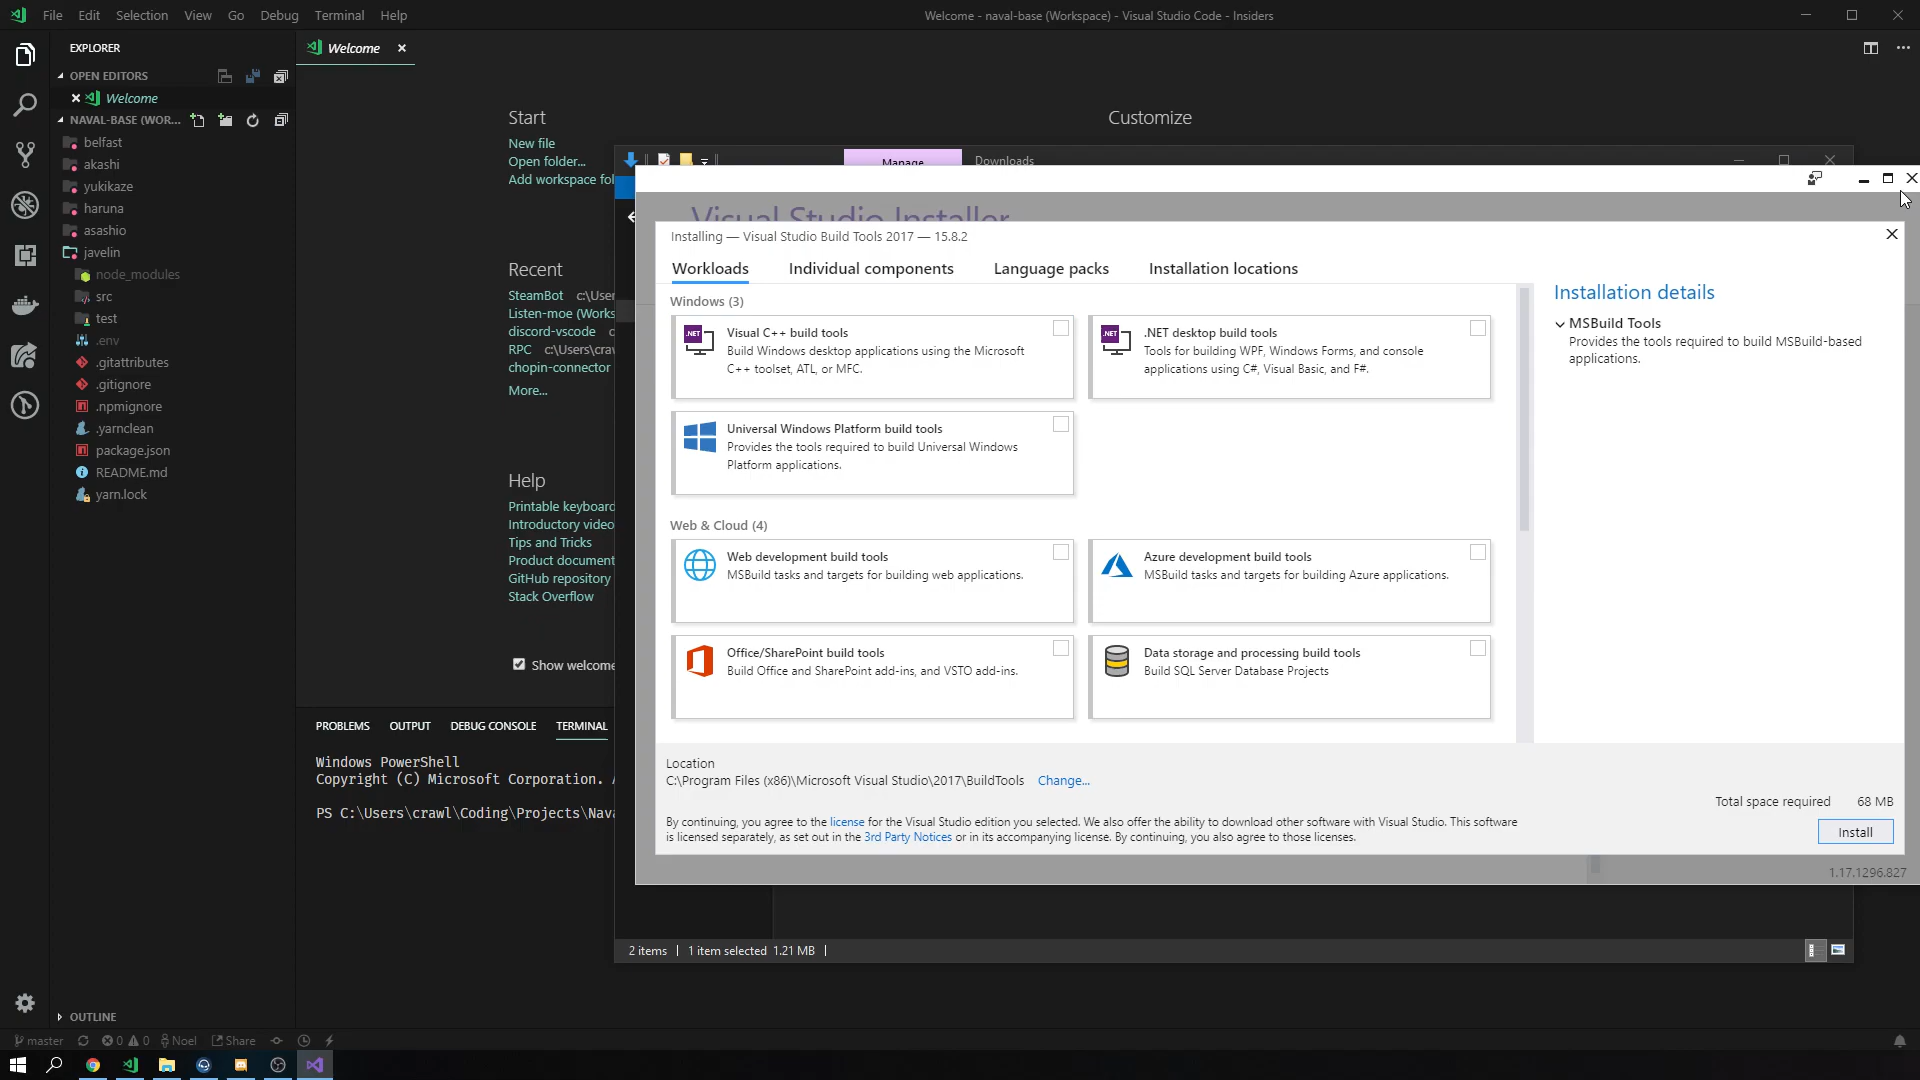 File Edit Selection View Go Debug Terminal Help
Welcome - naval-base (Workspace) - Visual Studio Code - Insiders
EXPLORER
OPEN EDITORS
Welcome
NAVAL-BASE (WOR...
belfast
akashi
yukikaze
haruna
asashio
javelin
node_modules
src
test
.env
.gitattributes
.gitignore
.npmignore
.yarnclean
package.json
README.md
yarn.lock
OUTLINE
Welcome
Start
New file
Open folder...
Add workspace fol
Recent
SteamBot c:\User
Listen-moe (Works
discord-vscode c
RPC c:\Users\craw
chopin-connector
More...
Help
Printable keyboard
Introductory video
Tips and Tricks
Product document
GitHub repository
Stack Overflow
Show welcome
Customize
PROBLEMS OUTPUT DEBUG CONSOLE TERMINAL
Windows PowerShell
Copyright (C) Microsoft Corporation.
PS C:\Users\crawl\Coding\Projects\Nava
Manage
Downloads
Visual Studio Installer
Installing — Visual Studio Build Tools 2017 — 15.8.2
Workloads Individual components Language packs Installation locations
Windows (3)
.NET
Visual C++ build tools
Build Windows desktop applications using the Microsoft
C++ toolset, ATL, or MFC.
.NET
.NET desktop build tools
Tools for building WPF, Windows Forms, and console
applications using C#, Visual Basic, and F#.
Universal Windows Platform build tools
Provides the tools required to build Universal Windows
Platform applications.
Web & Cloud (4)
Web development build tools
MSBuild tasks and targets for building web applications.
Azure development build tools
MSBuild tasks and targets for building Azure applications.
Office/SharePoint build tools
Build Office and SharePoint add-ins, and VSTO add-ins.
Data storage and processing build tools
Build SQL Server Database Projects
Installation details
MSBuild Tools
Provides the tools required to build MSBuild-based
applications.
Location
C:\Program Files (x86)\Microsoft Visual Studio\2017\BuildTools Change...
Total space required 68 MB
By continuing, you agree to the license for the Visual Studio edition you selected. We also offer the ability to download other software with Visual Studio. This software
is licensed separately, as set out in the 3rd Party Notices or in its accompanying license. By continuing, you also agree to those licenses.
Install
1.17.1296.827
2 items 1 item selected 1.21 MB
master 0 0 Noel Share